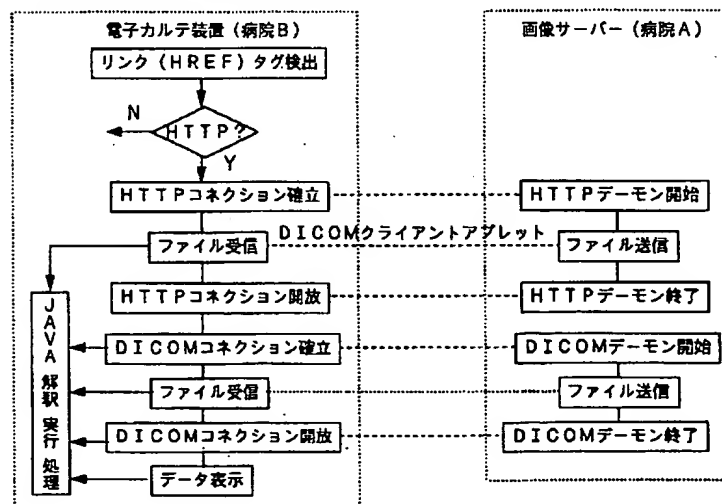 電子カルテ装置(病院B)
画像サーバー(病院A)
リンク(HREF)タグ検出
N
HTTP?
Y
HTTPコネクション確立
HTTPデーモン開始
DICOMクライアントアプレット
ファイル受信
ファイル送信
HTTPコネクション開放
HTTPデーモン終了
JAVA 解釈 実行 処理
DICOMコネクション確立
DICOMデーモン開始
ファイル受信
ファイル送信
DICOMコネクション開放
DICOMデーモン終了
データ表示